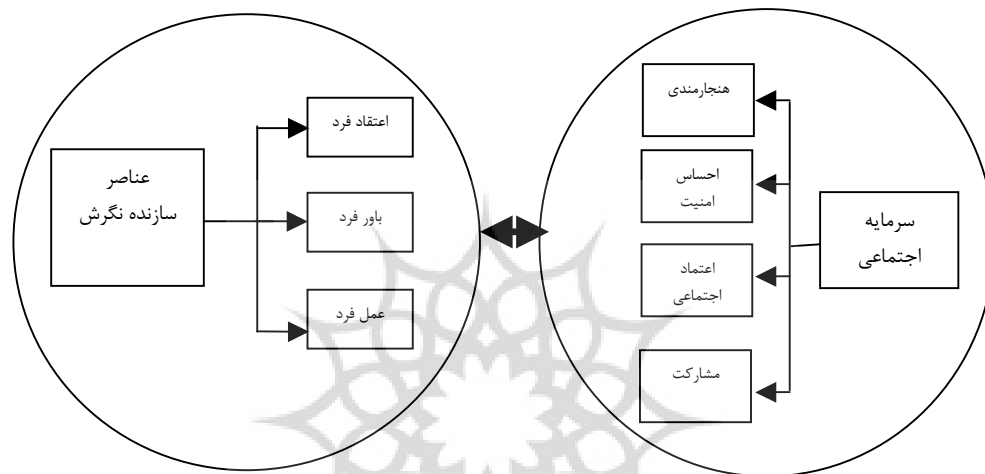 هنجارمندی
احساس
امنیت
اعتماد
اجتماعی
مشارکت
سرمایه
اجتماعی
اعتقاد فرد
باور فرد
عمل فرد
عناصر
سازنده نگرش